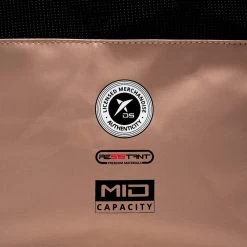 LICENSED MERCHANDISE
DS
AUTHENTICITY
RESISTANT
PREMIUM MATERIALS
MID
CAPACITY